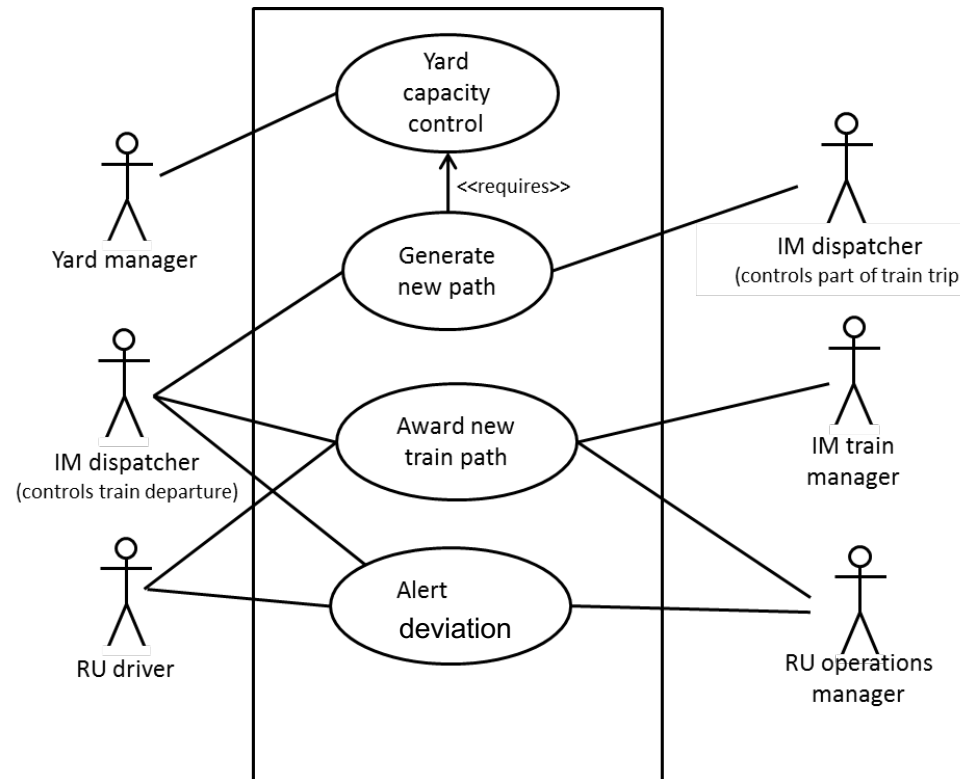 Yard
capacity
control
<<requires>>
Yard manager
Generate
new path
IM dispatcher
(controls part of train trip
IM dispatcher
(controls train departure)
Award new
train path
IM train
manager
RU driver
Alert
deviation
RU operations
manager